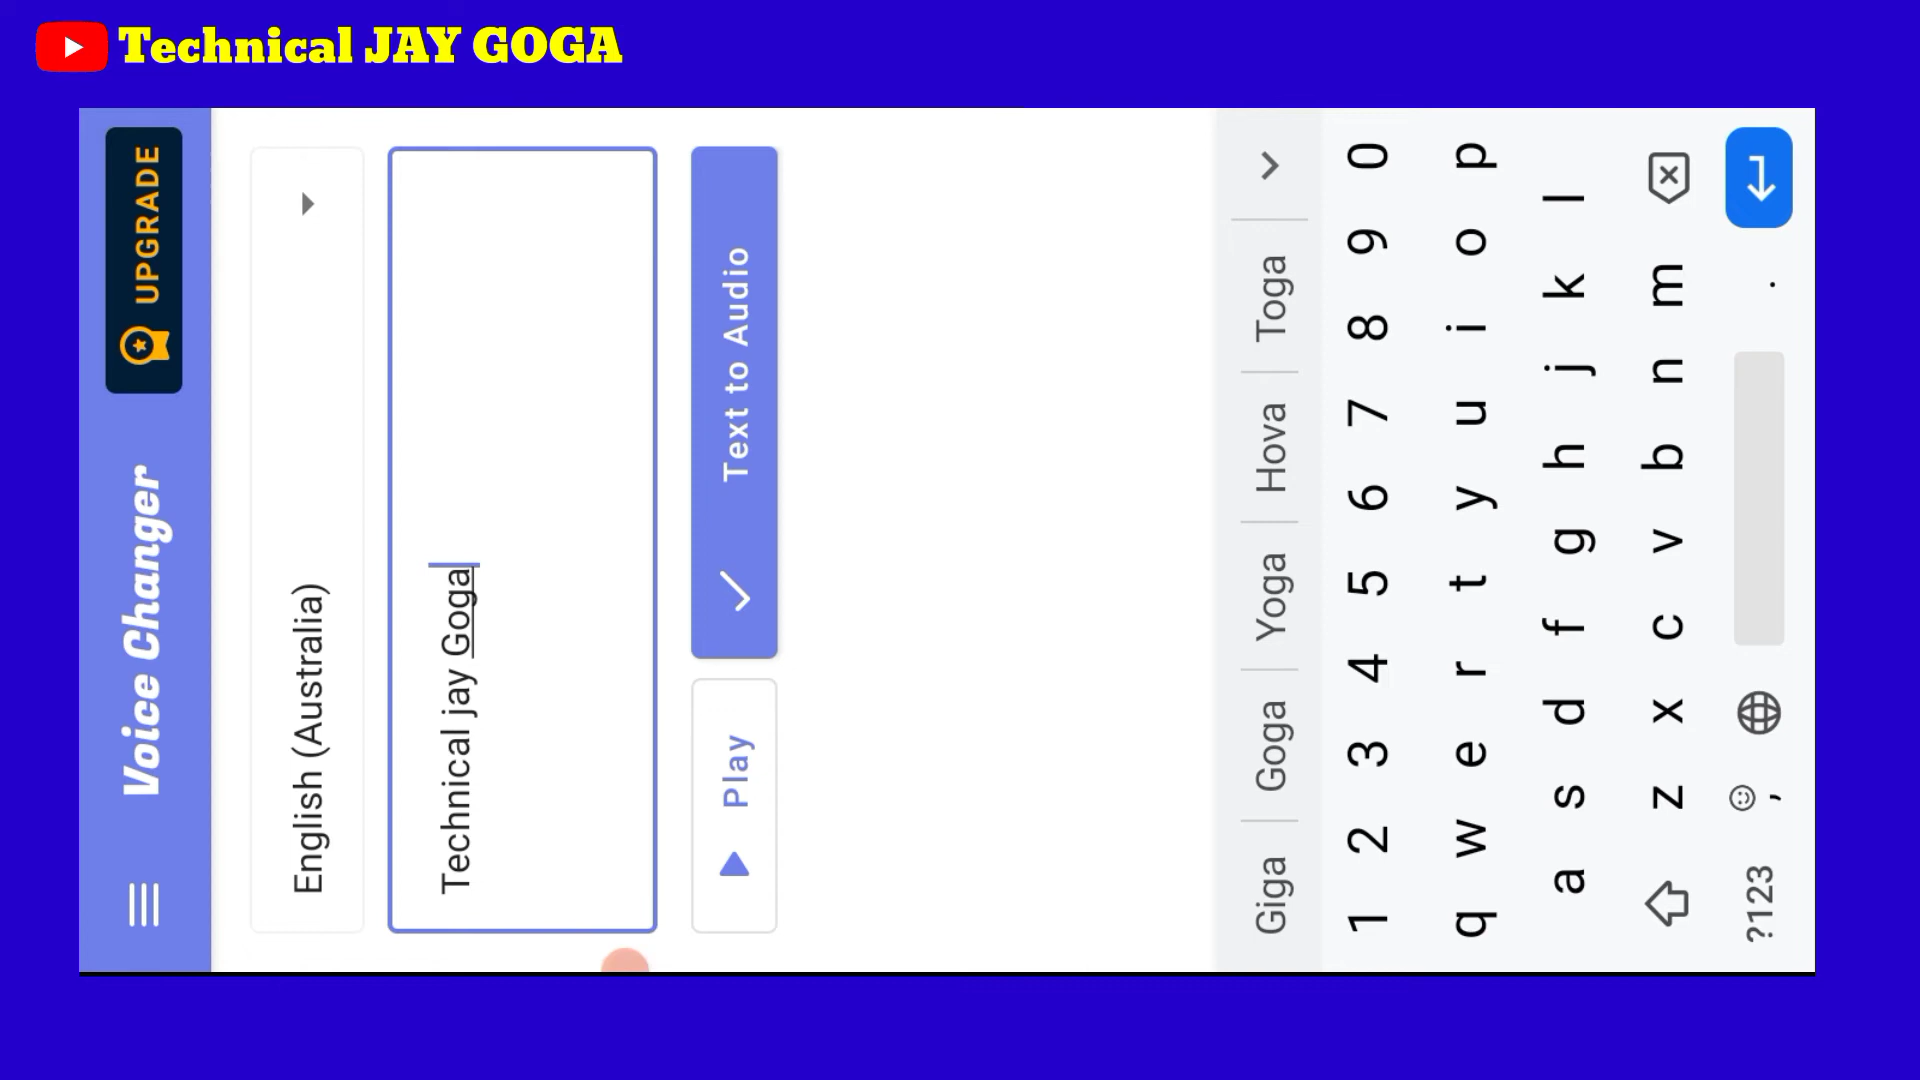 Technical JAY GOGA
Voice Changer
UPGRADE
English (Australia)
Technical jay Goga
Play
Text to Audio
Giga
Goga
Yoga
Hova
Toga
1 2 3 4 5 6 7 8 9 0
q w e r t y u i o p
a s d f g h j k l
z x c v b n m
?123 , .